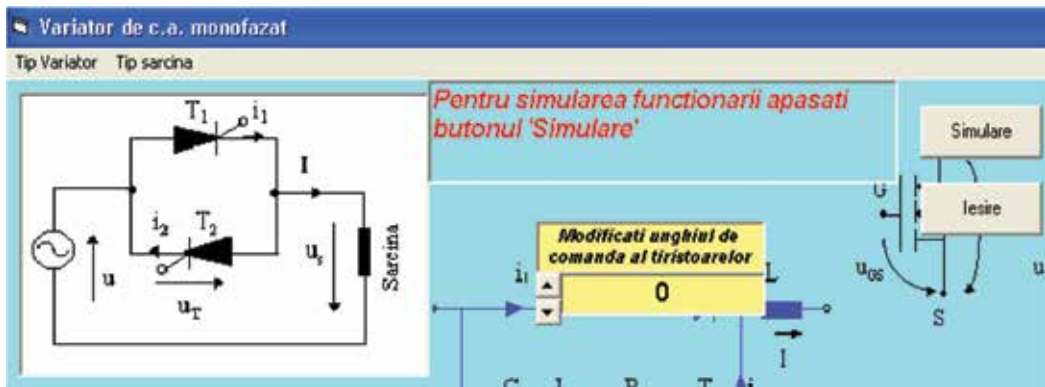 Variator de c.a. monofazat
Tip Variator Tip sarcina
Pentru simularea functionarii apasati
butonul 'Simulare'
Simulare
Iesire
T1 i1
I
i2 T2
u
uT
us
Sarcina
Modificati unghiul de
comanda al tiristoarelor
0
i1
L
I
G
uGS
S
u
C
R
T